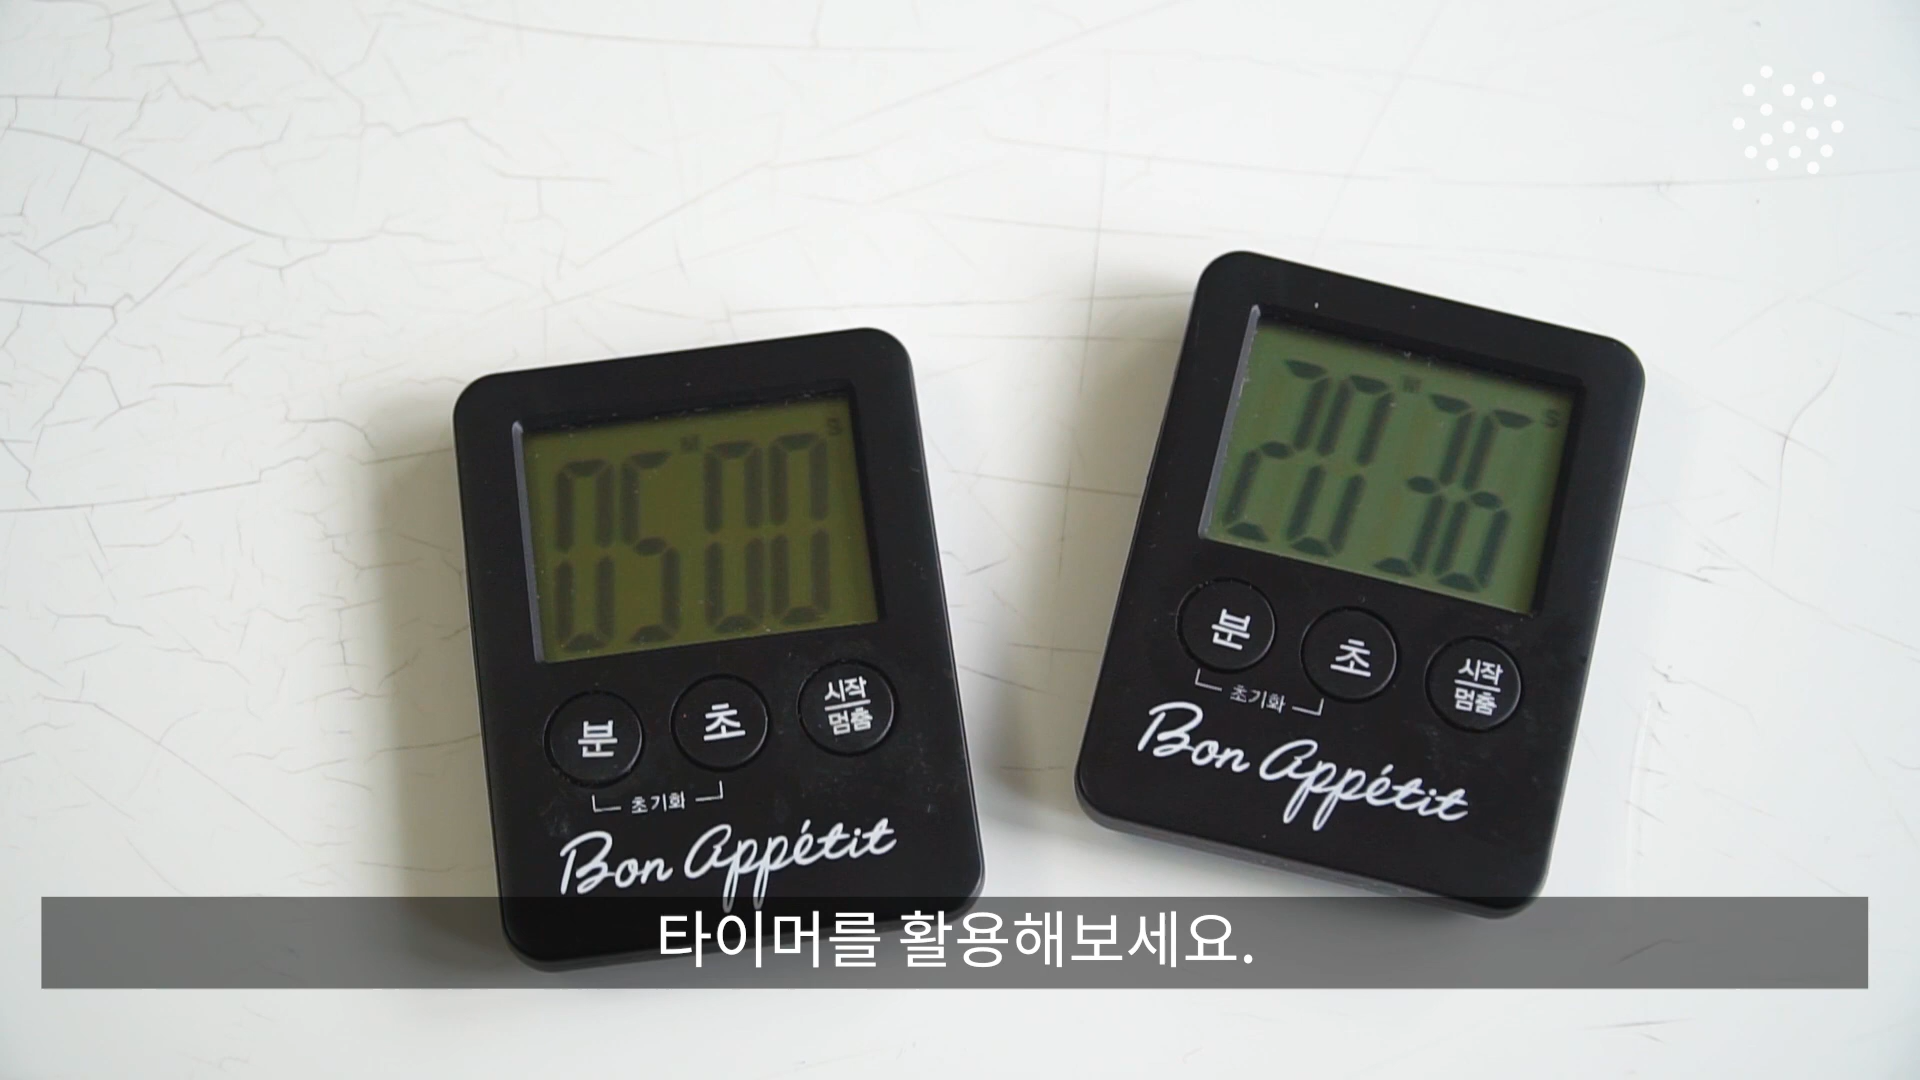 M S
05 00
분 초 시작
멈춤
초기화
Bon Appétit
M S
20 36
분 초 시작
멈춤
초기화
Bon Appétit
타이머를 활용해보세요.